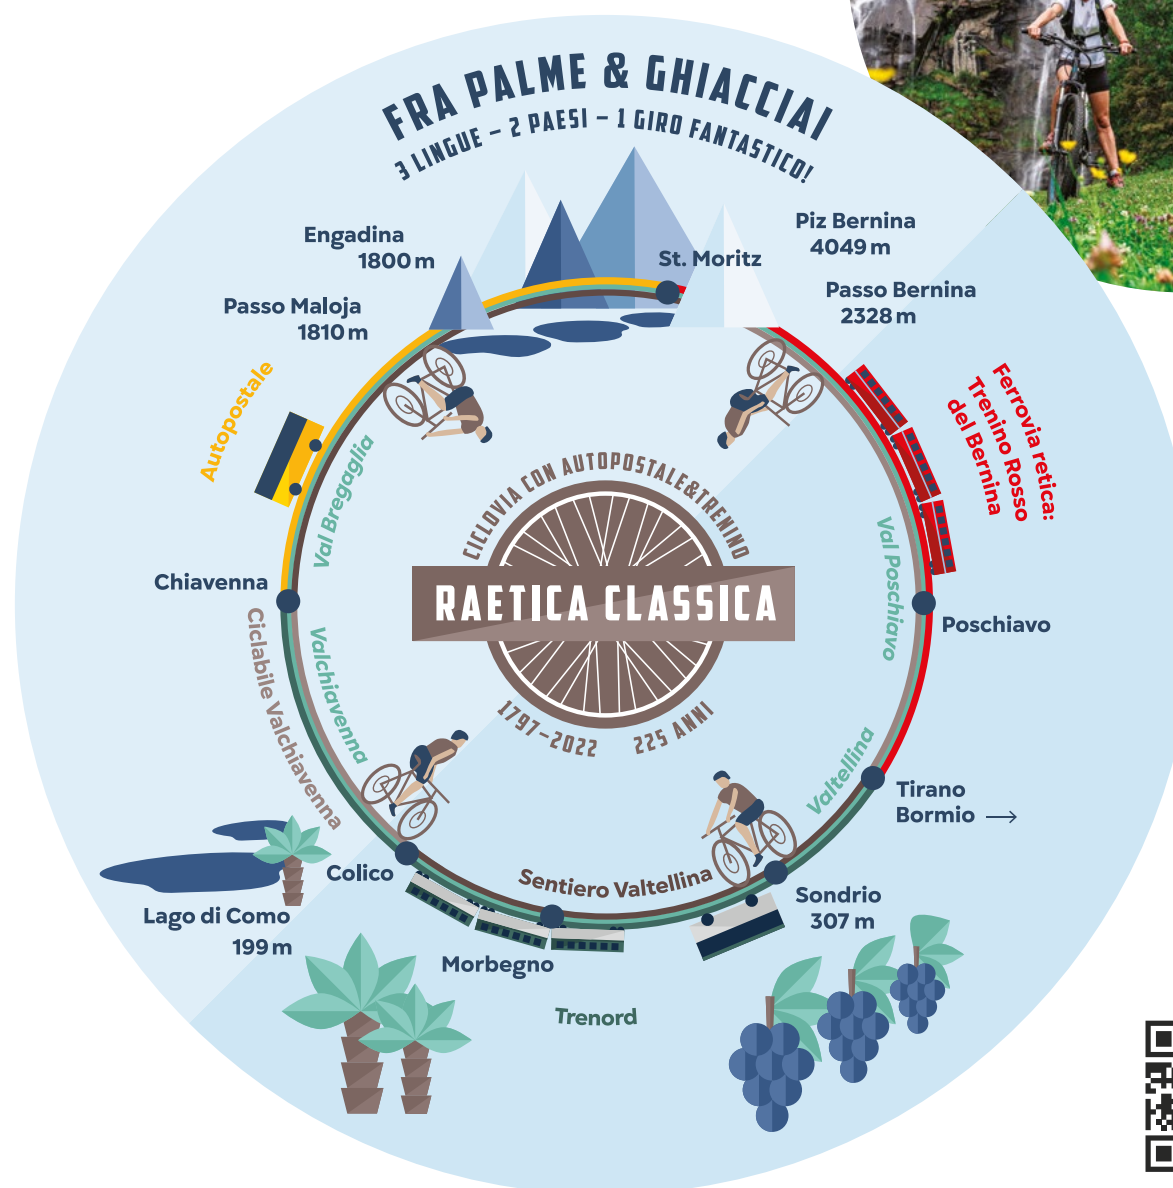 FRA PALME & GHIACCIAI
3 LINGUE – 2 PAESI – 1 GIRO FANTASTICO!
Engadina
1800 m
Piz Bernina
4049 m
St. Moritz
Passo Maloja
1810 m
Passo Bernina
2328 m
Autopostale
Val Bregaglia
Ferrovia retica:
Trenino Rosso
del Bernina
CICLOVIA CON AUTOPOSTALE&TRENINO
RAETICA CLASSICA
1797–2022 225 ANNI
Val Poschiavo
Chiavenna
Poschiavo
Ciclabile Valchiavenna
Valchiavenna
Valtellina
Tirano
Bormio →
Colico
Sentiero Valtellina
Sondrio
307 m
Lago di Como
199 m
Morbegno
Trenord